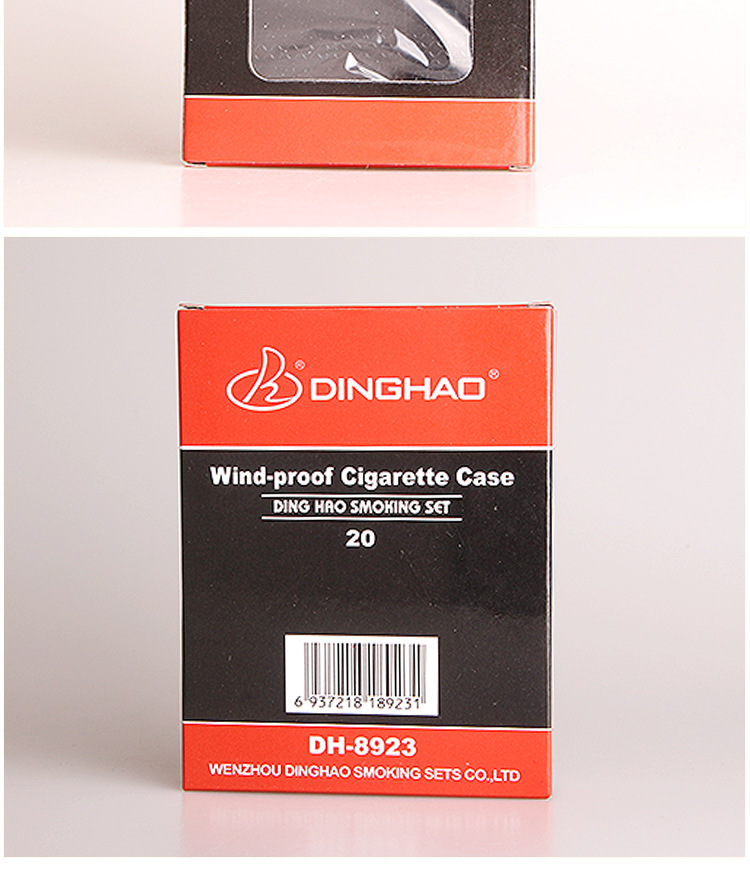 ® DINGHAO ®
Wind-proof Cigarette Case
DING HAO SMOKING SET
20
6 937218 189231
DH-8923
WENZHOU DINGHAO SMOKING SETS CO.,LTD